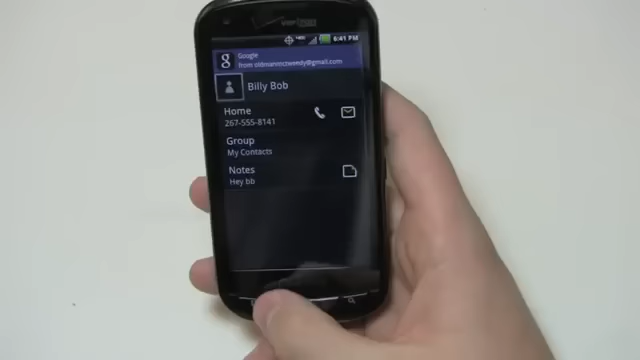 verizon
6:41 PM
Google
from oldmanmctwendy@gmail.com
Billy Bob
Home
267-555-8141
Group
My Contacts
Notes
Hey bb